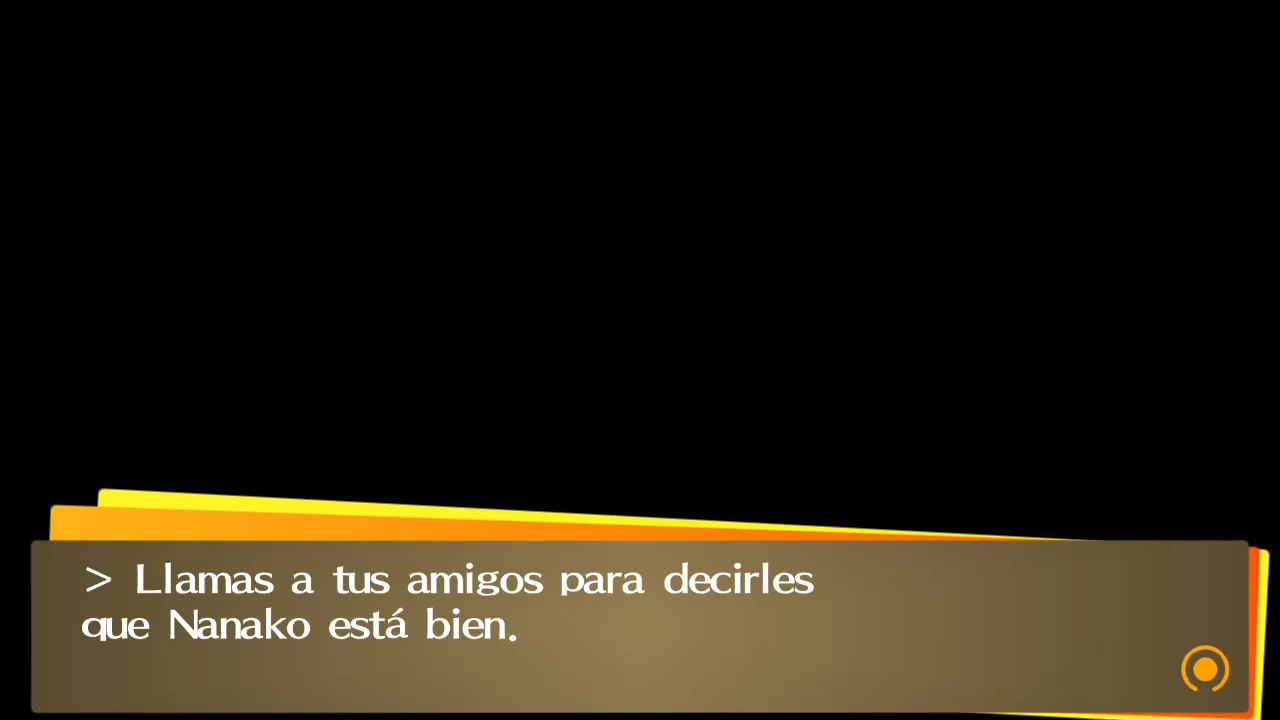 > Llamas a tus amigos para decirles
que Nanako está bien.